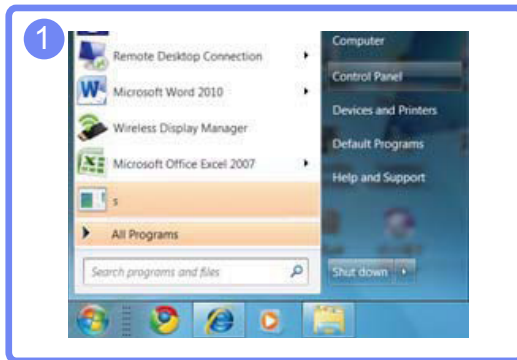 1
Remote Desktop Connection
Microsoft Word 2010
Wireless Display Manager
Microsoft Office Excel 2007
s
All Programs
Search programs and files
Computer
Control Panel
Devices and Printers
Default Programs
Help and Support
Shut down